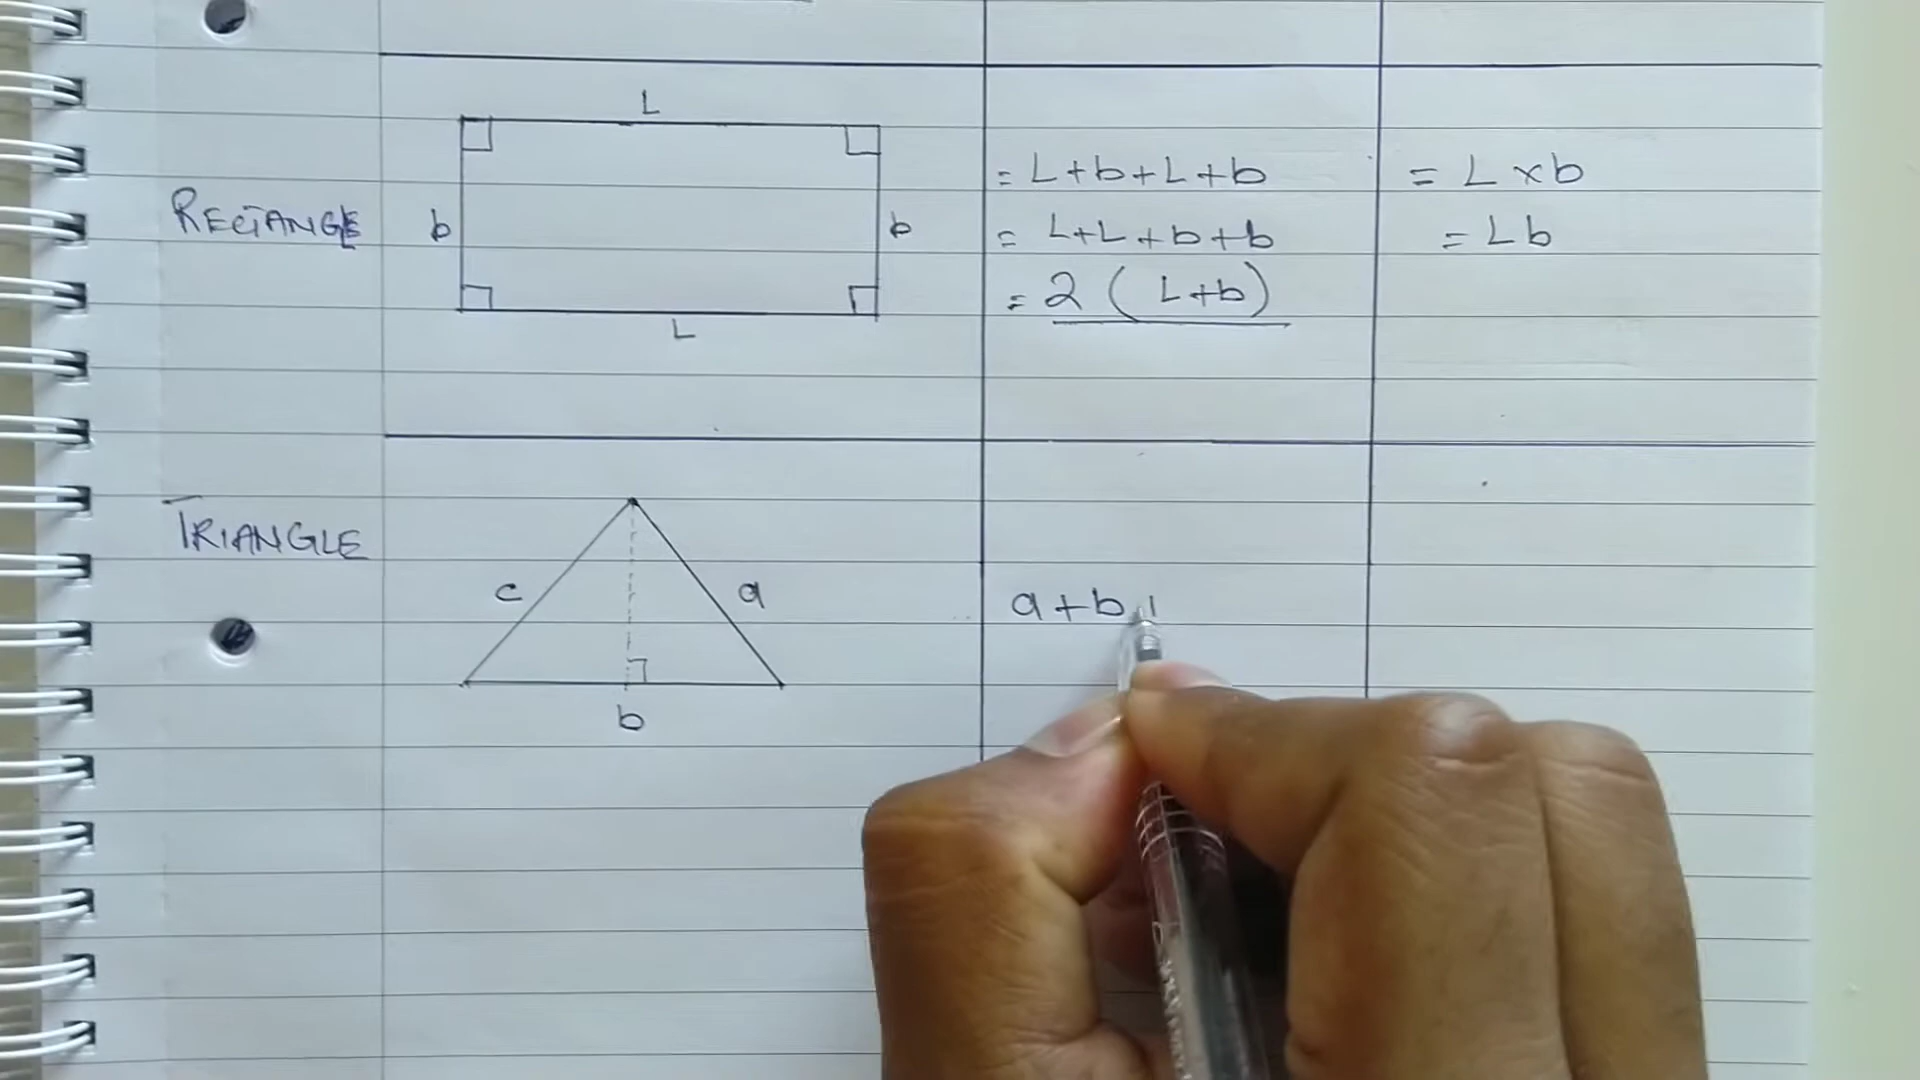 L
RECTANGLE
b
b
L
= L+b+L+b
= L+L+b+b
= 2 (L+b)
= L×b
= Lb
TRIANGLE
c
a
b
a+b+